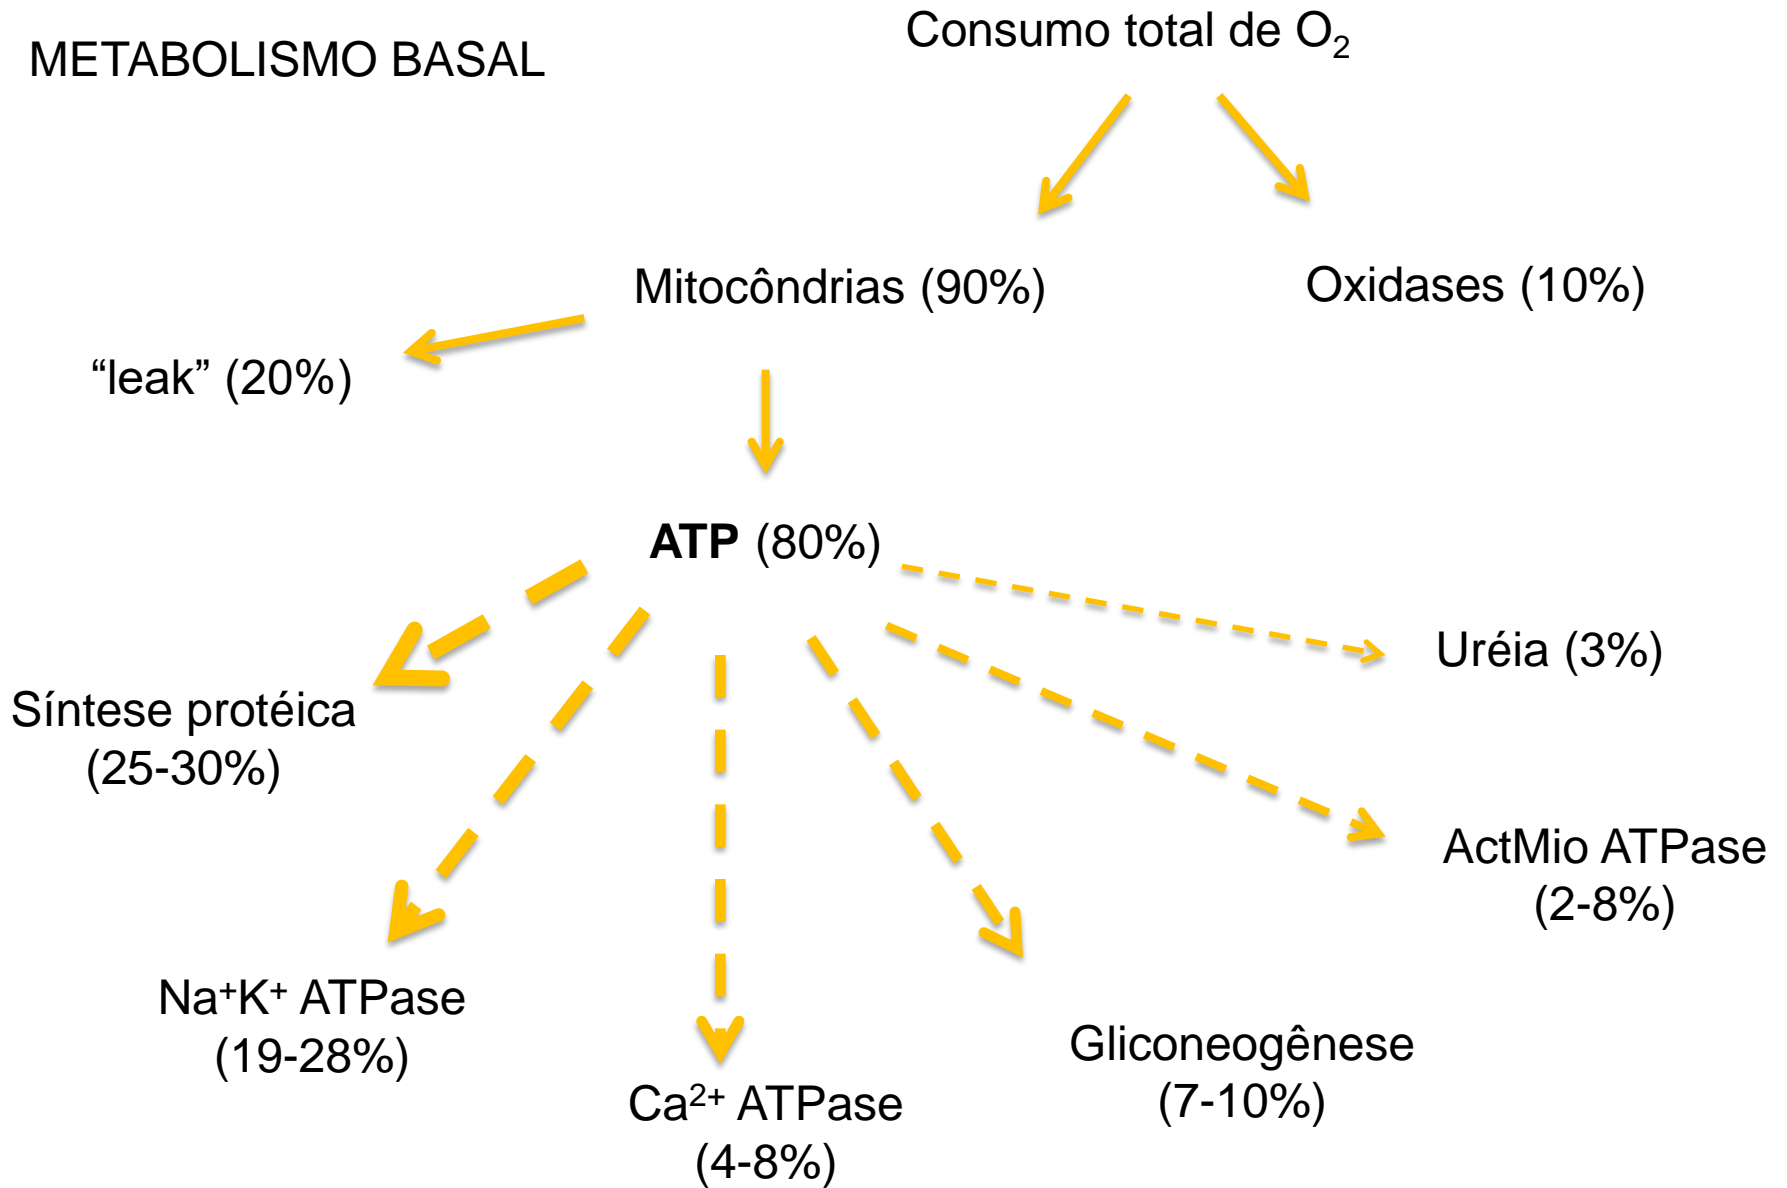 METABOLISMO BASAL
Consumo total de O₂
Mitocôndrias (90%)
Oxidases (10%)
“leak” (20%)
ATP (80%)
Uréia (3%)
Síntese protéica
(25-30%)
ActMio ATPase
(2-8%)
Na⁺K⁺ ATPase
(19-28%)
Gliconeogênese
(7-10%)
Ca²⁺ ATPase
(4-8%)